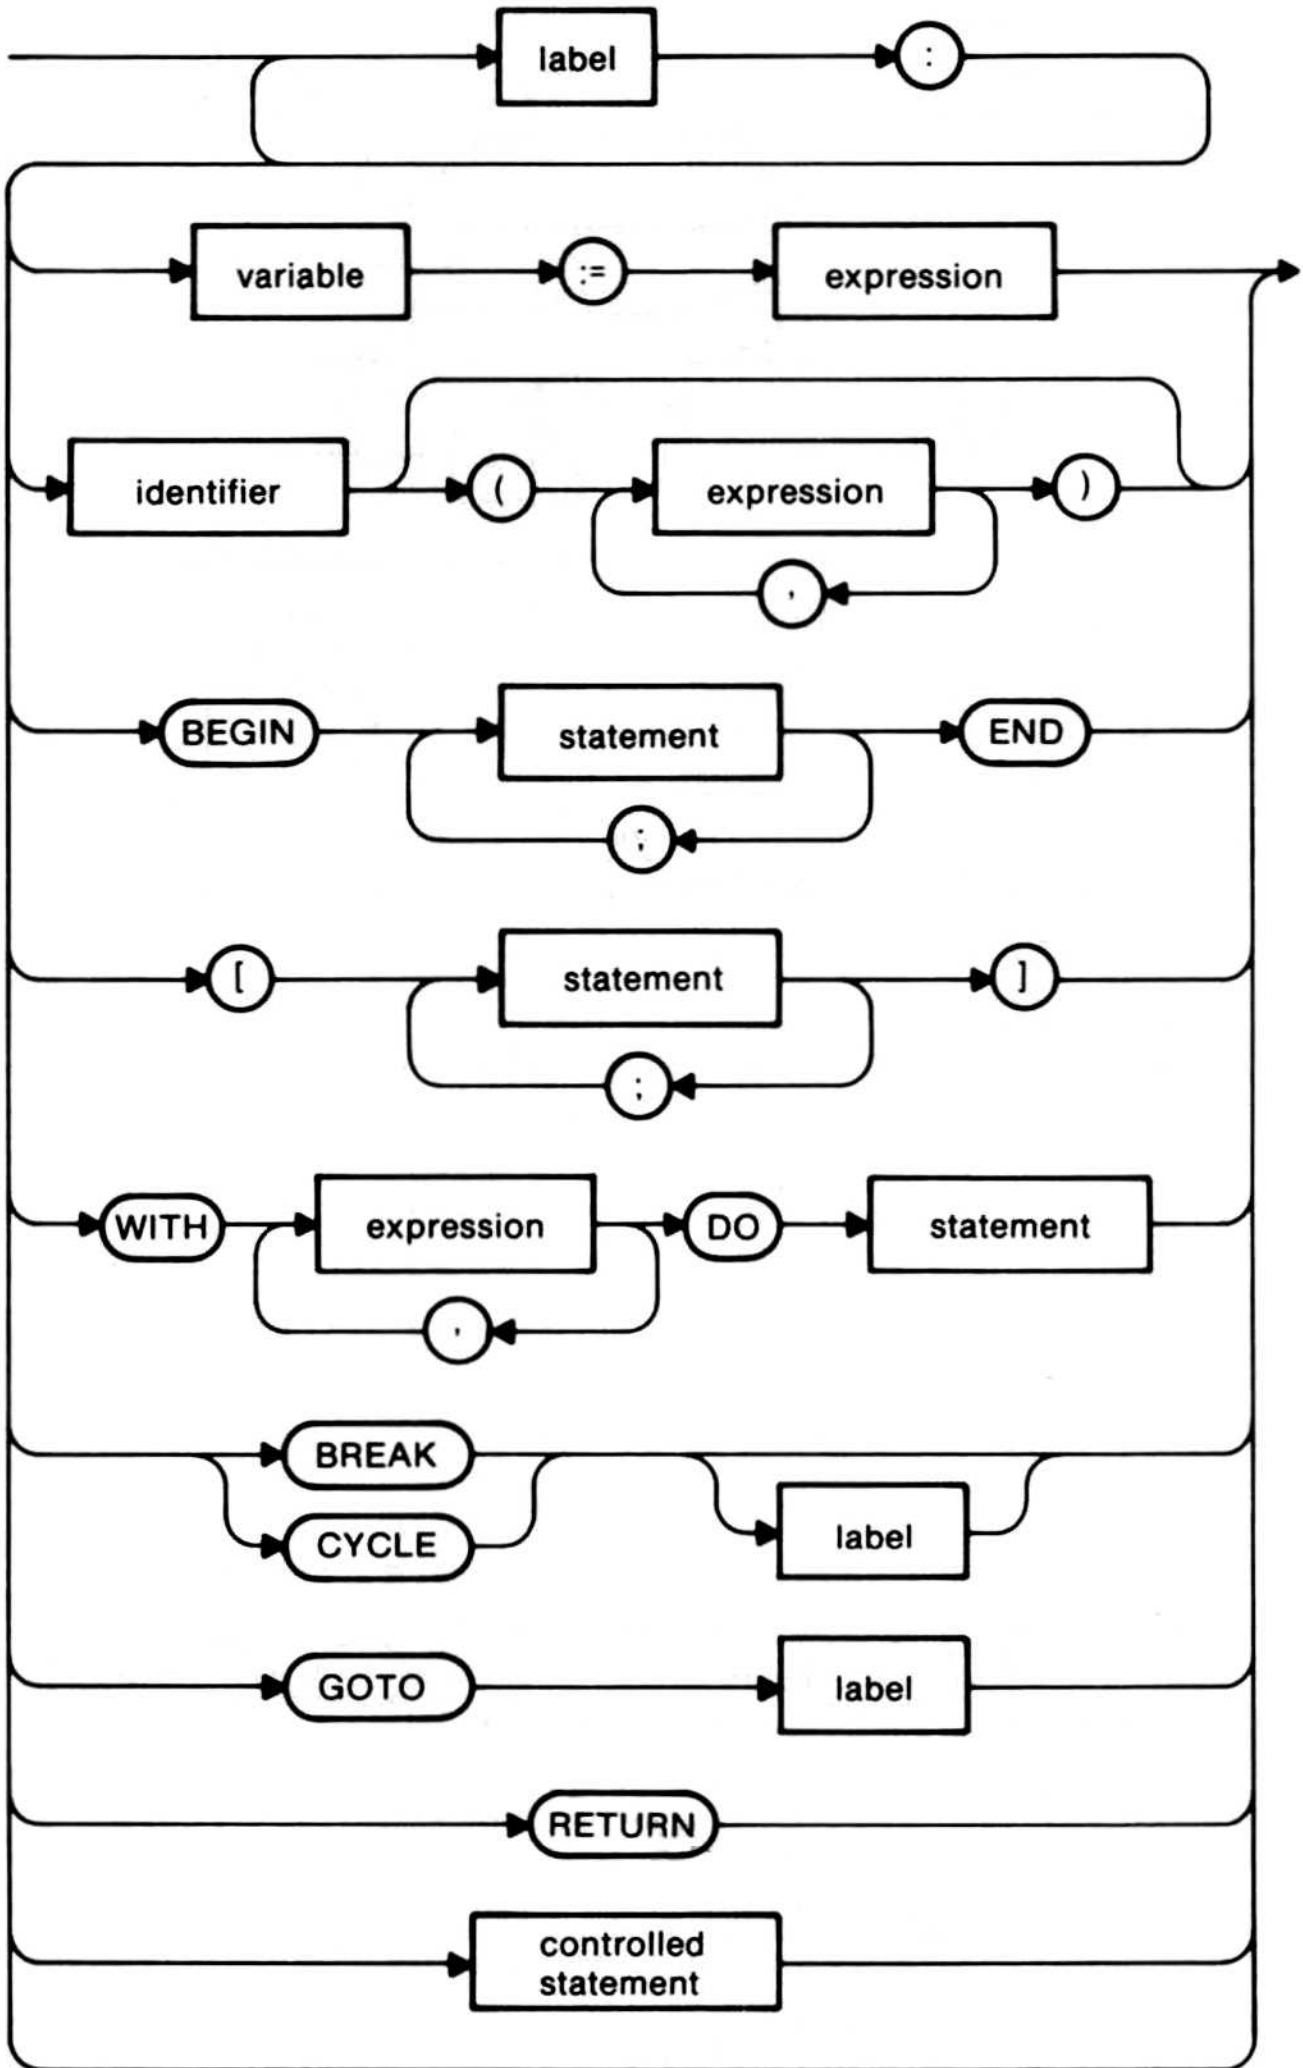 label :
variable := expression
identifier ( expression )
,
BEGIN statement END
;
[ statement ]
;
WITH expression DO statement
,
BREAK
CYCLE label
GOTO label
RETURN
controlled
statement